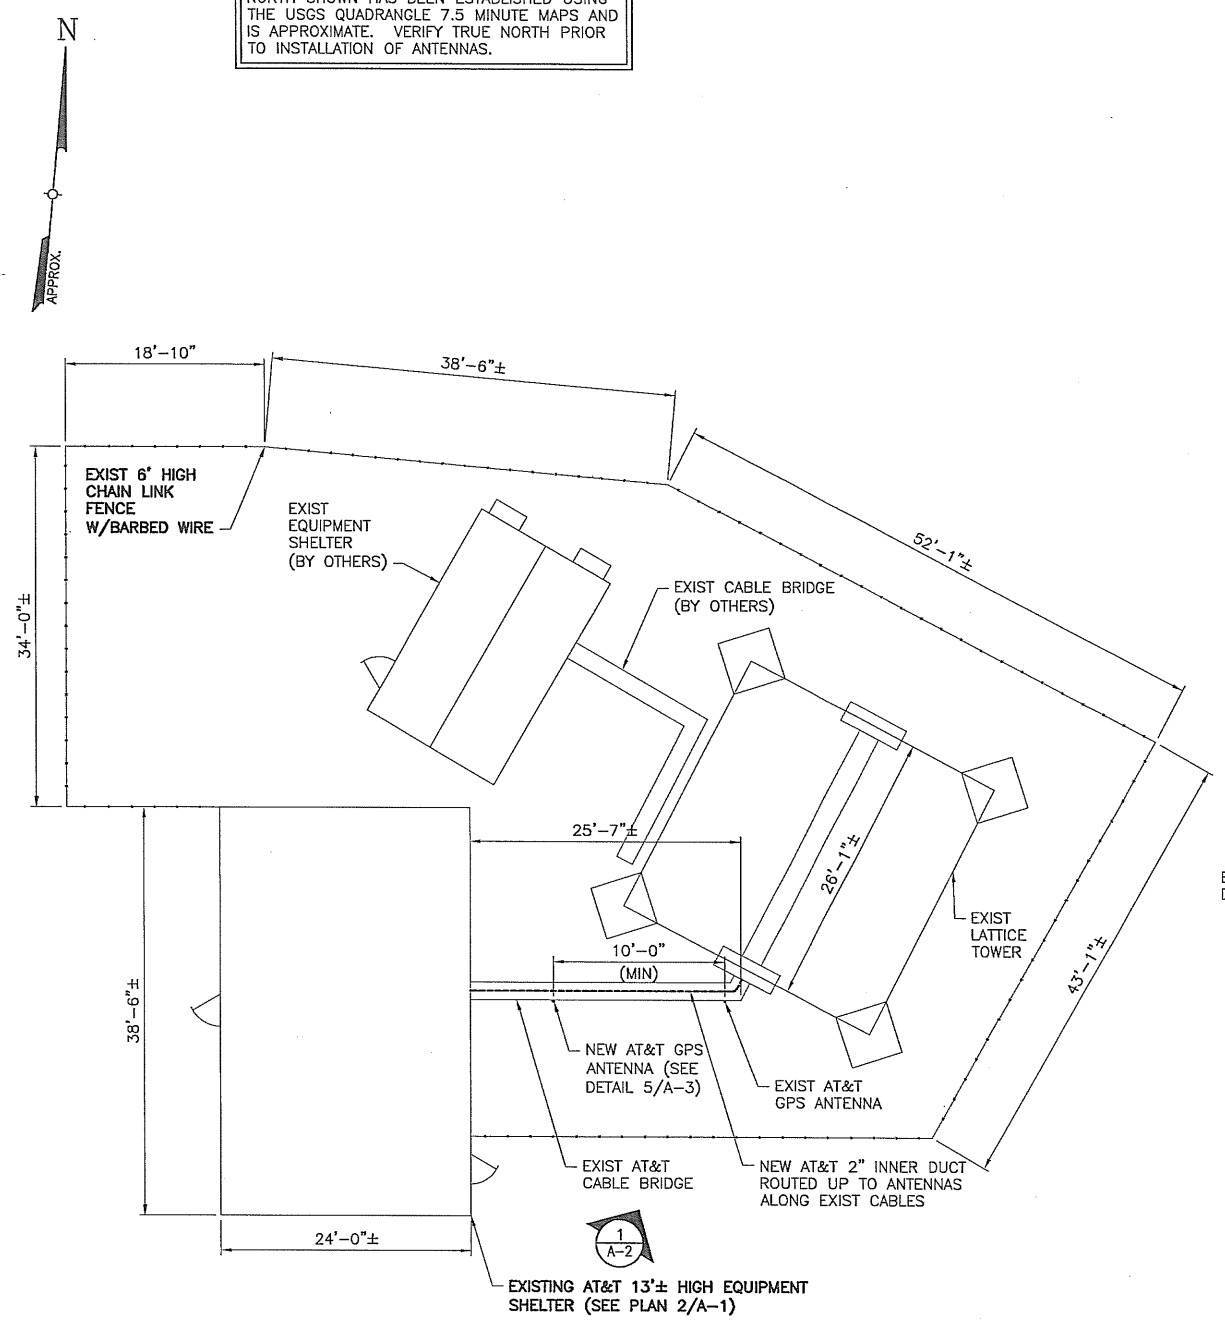 NORTH SHOWN HAS BEEN ESTABLISHED USING
THE USGS QUADRANGLE 7.5 MINUTE MAPS AND
IS APPROXIMATE. VERIFY TRUE NORTH PRIOR
TO INSTALLATION OF ANTENNAS.
N
APPROX.
18'-10"
38'-6"±
52'-1"±
EXIST 6' HIGH
CHAIN LINK
FENCE
W/BARBED WIRE
EXIST
EQUIPMENT
SHELTER
(BY OTHERS)
EXIST CABLE BRIDGE
(BY OTHERS)
34'-0"±
25'-7"±
26'-1"±
EXIST
LATTICE
TOWER
43'-1"±
10'-0"
(MIN)
38'-6"±
NEW AT&T GPS
ANTENNA (SEE
DETAIL 5/A-3)
EXIST AT&T
GPS ANTENNA
EXIST AT&T
CABLE BRIDGE
NEW AT&T 2" INNER DUCT
ROUTED UP TO ANTENNAS
ALONG EXIST CABLES
24'-0"±
1
A-2
EXISTING AT&T 13'± HIGH EQUIPMENT
SHELTER (SEE PLAN 2/A-1)